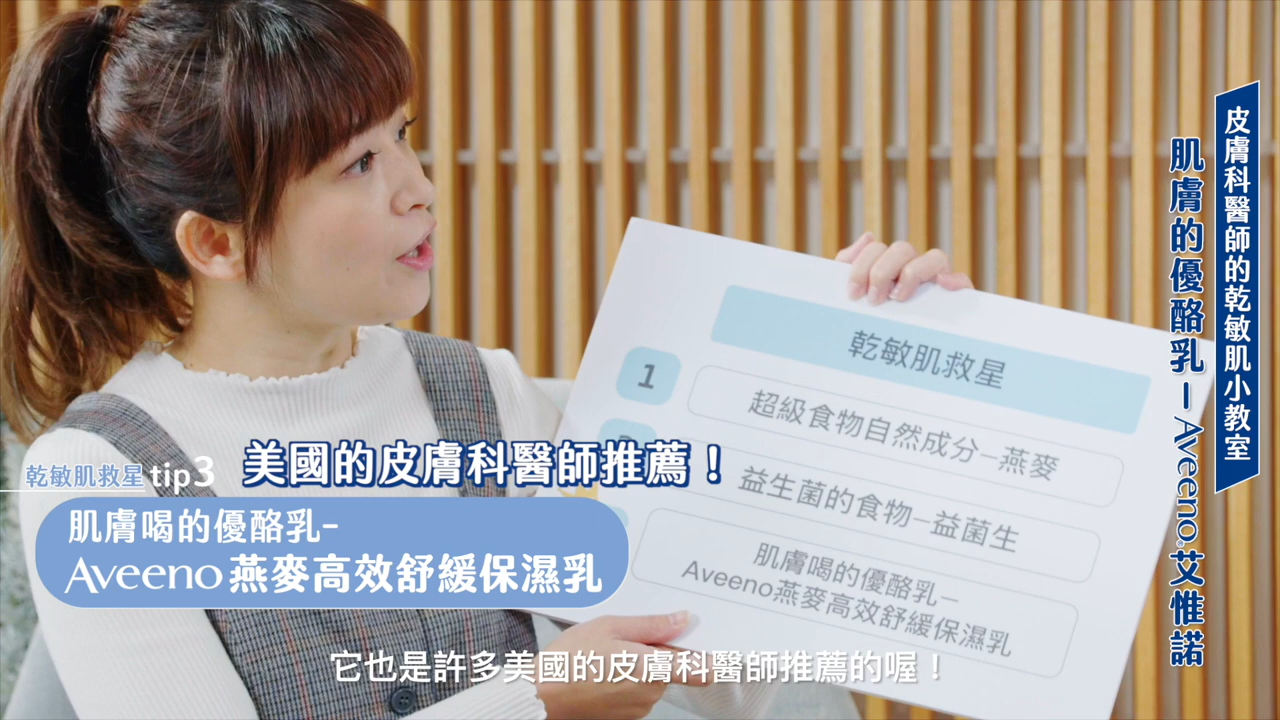 皮膚科醫師的乾敏肌小教室
肌膚的優酪乳－Aveeno®艾惟諾
乾敏肌救星
1
超級食物自然成分–燕麥
益生菌的食物–益菌生
肌膚喝的優酪乳–
Aveeno燕麥高效舒緩保濕乳
乾敏肌救星 tip3
美國的皮膚科醫師推薦！
肌膚喝的優酪乳-
Aveeno 燕麥高效舒緩保濕乳
它也是許多美國的皮膚科醫師推薦的喔！